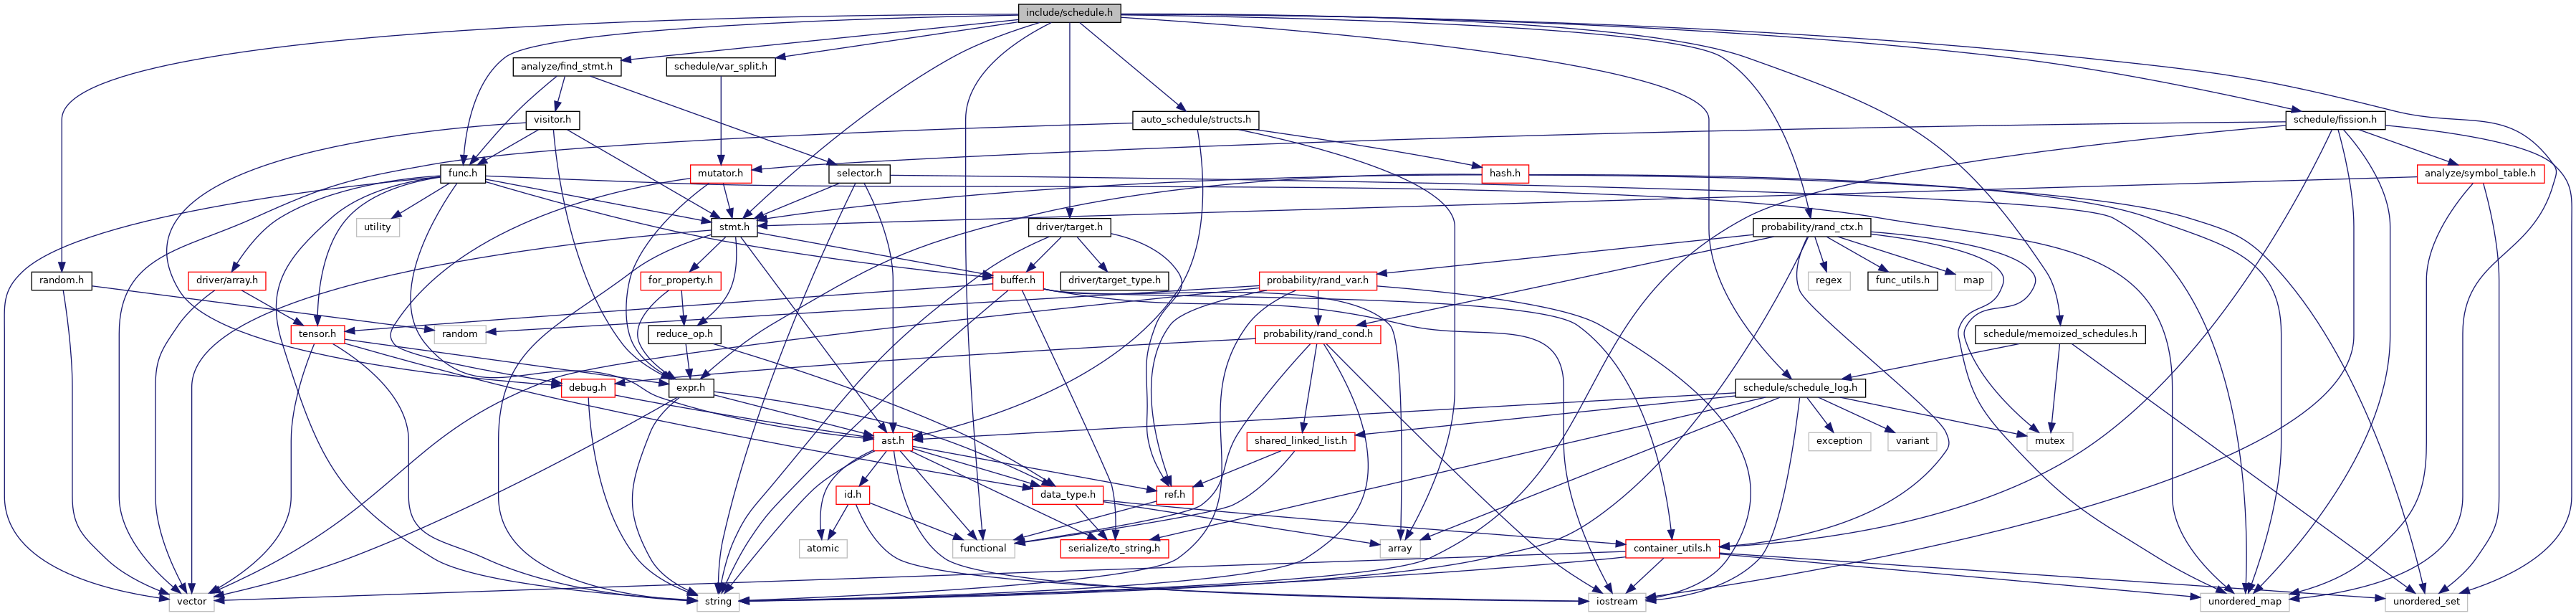 include/schedule.h
analyze/find_stmt.h
schedule/var_split.h
visitor.h
auto_schedule/structs.h
schedule/fission.h
func.h
mutator.h
selector.h
hash.h
analyze/symbol_table.h
utility
stmt.h
driver/target.h
probability/rand_ctx.h
random.h
driver/array.h
for_property.h
buffer.h
driver/target_type.h
probability/rand_var.h
regex
func_utils.h
map
tensor.h
random
reduce_op.h
probability/rand_cond.h
schedule/memoized_schedules.h
debug.h
expr.h
schedule/schedule_log.h
ast.h
shared_linked_list.h
exception
variant
mutex
id.h
data_type.h
ref.h
atomic
functional
serialize/to_string.h
array
container_utils.h
vector
string
iostream
unordered_map
unordered_set